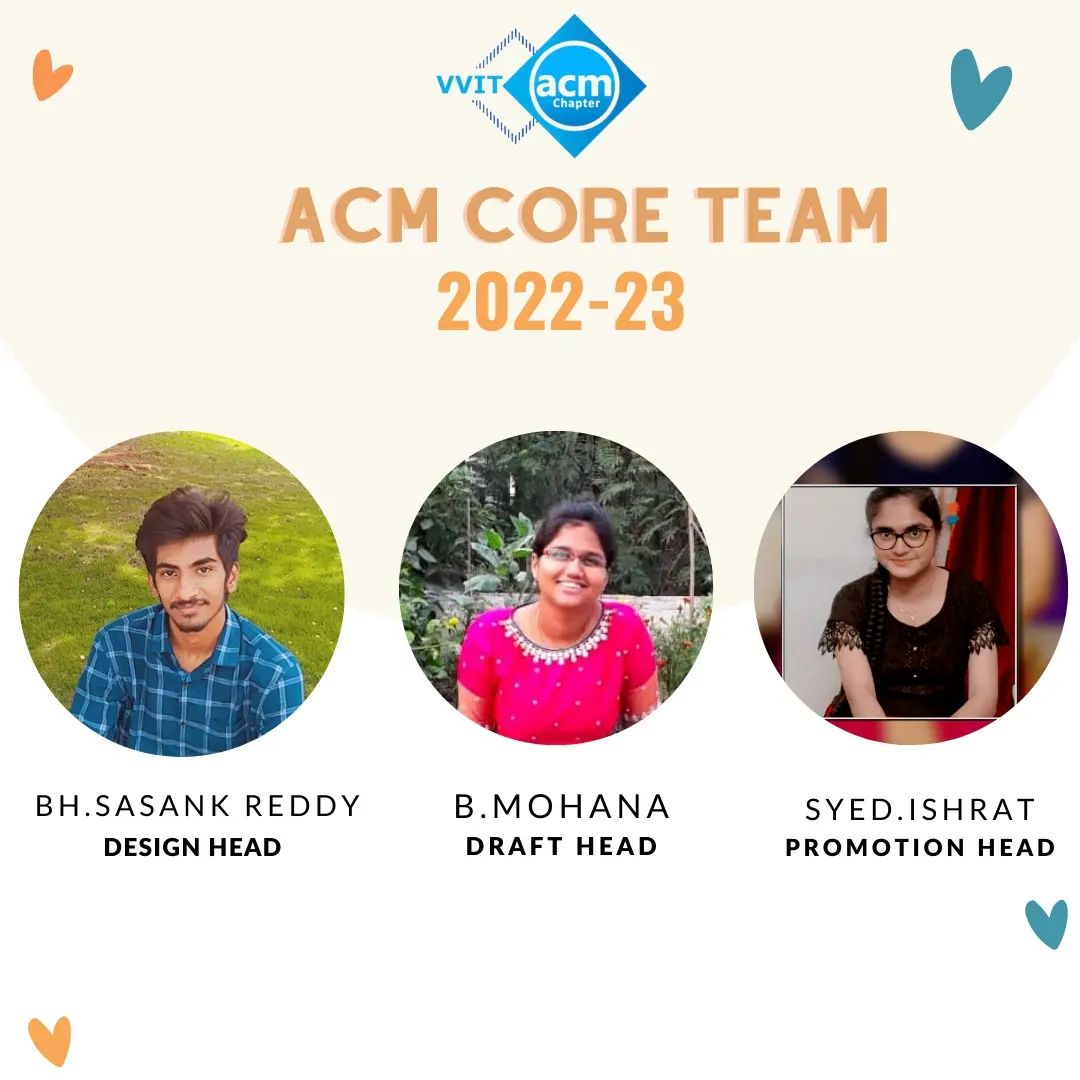 VVIT acm
Chapter
ACM CORE TEAM
2022-23
BH.SASANK REDDY
DESIGN HEAD
B.MOHANA
DRAFT HEAD
SYED.ISHRAT
PROMOTION HEAD